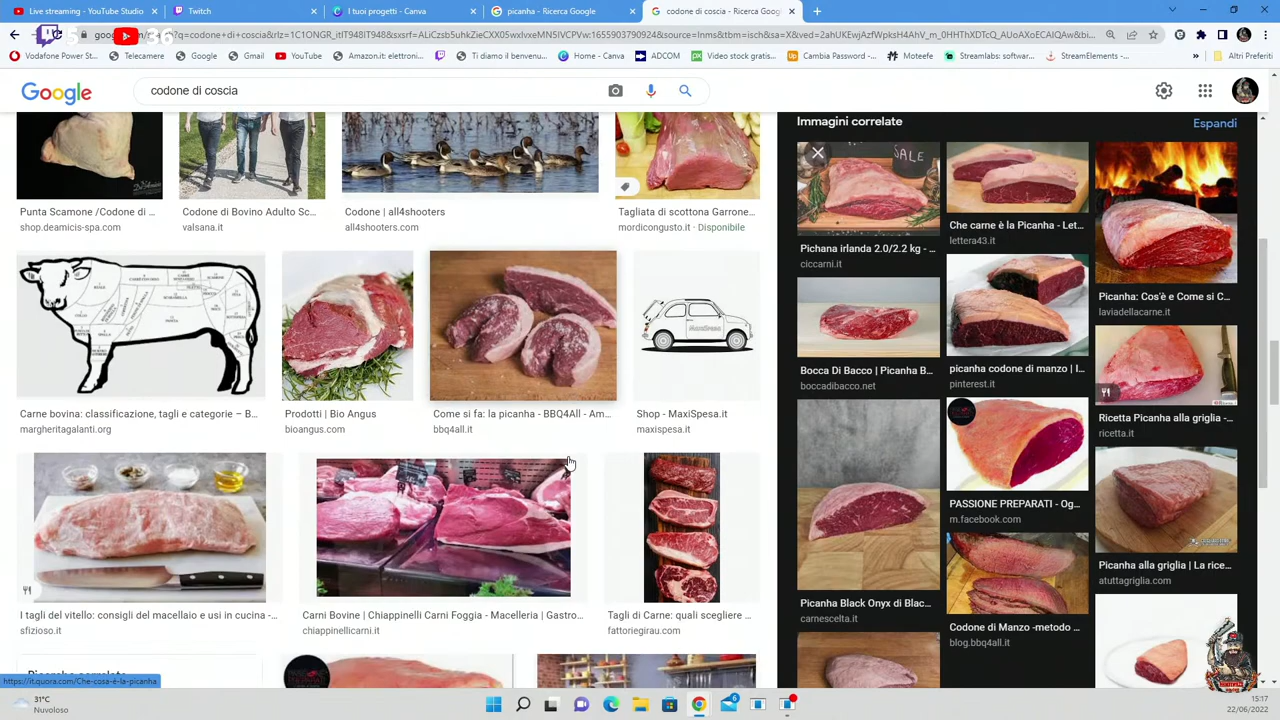 Live streaming - YouTube Studio
Twitch
I tuoi progetti - Canva
picanha - Ricerca Google
codone di coscia - Ricerca Goog
36
Vodafone Power St...
Telecamere
Google
Gmail
YouTube
Amazon.it: elettroni...
Ti diamo il benvenut...
Home - Canva
ADCOM
Video stock gratis...
Cambia Password -...
Moteefe
Streamlabs: softwar...
StreamElements -...
Altri Preferiti
Google
codone di coscia
Immagini correlate
Espandi
SALE
Punta Scamone /Codone di ...
shop.deamicis-spa.com
Codone di Bovino Adulto Sc...
valsana.it
Codone | all4shooters
all4shooters.com
Tagliata di scottona Garrone...
mordicongusto.it · Disponibile
Pichana irlanda 2.0/2.2 kg - ...
ciccarni.it
Che carne è la Picanha - Let...
lettera43.it
Picanha: Cos'è e Come si C...
laviadellacarne.it
MaxiSpesa
Bocca Di Bacco | Picanha B...
boccadibacco.net
picanha codone di manzo | I...
pinterest.it
Ricetta Picanha alla griglia -...
ricetta.it
Carne bovina: classificazione, tagli e categorie – B...
margheritagalanti.org
Prodotti | Bio Angus
bioangus.com
Come si fa: la picanha - BBQ4All - Am...
bbq4all.it
Shop - MaxiSpesa.it
maxispesa.it
PASSIONE PREPARATI - Og...
m.facebook.com
Picanha alla griglia | La rice...
atuttagriglia.com
Picanha Black Onyx di Blac...
carnescelta.it
Codone di Manzo -metodo ...
blog.bbq4all.it
I tagli del vitello: consigli del macellaio e usi in cucina -...
sfizioso.it
Carni Bovine | Chiappinelli Carni Foggia - Macelleria | Gastro...
chiappinellicarni.it
Tagli di Carne: quali scegliere ...
fattoriegirau.com
https://it.quora.com/Che-cosa-è-la-picanha
31°C
Nuvoloso
15:17
22/06/2022